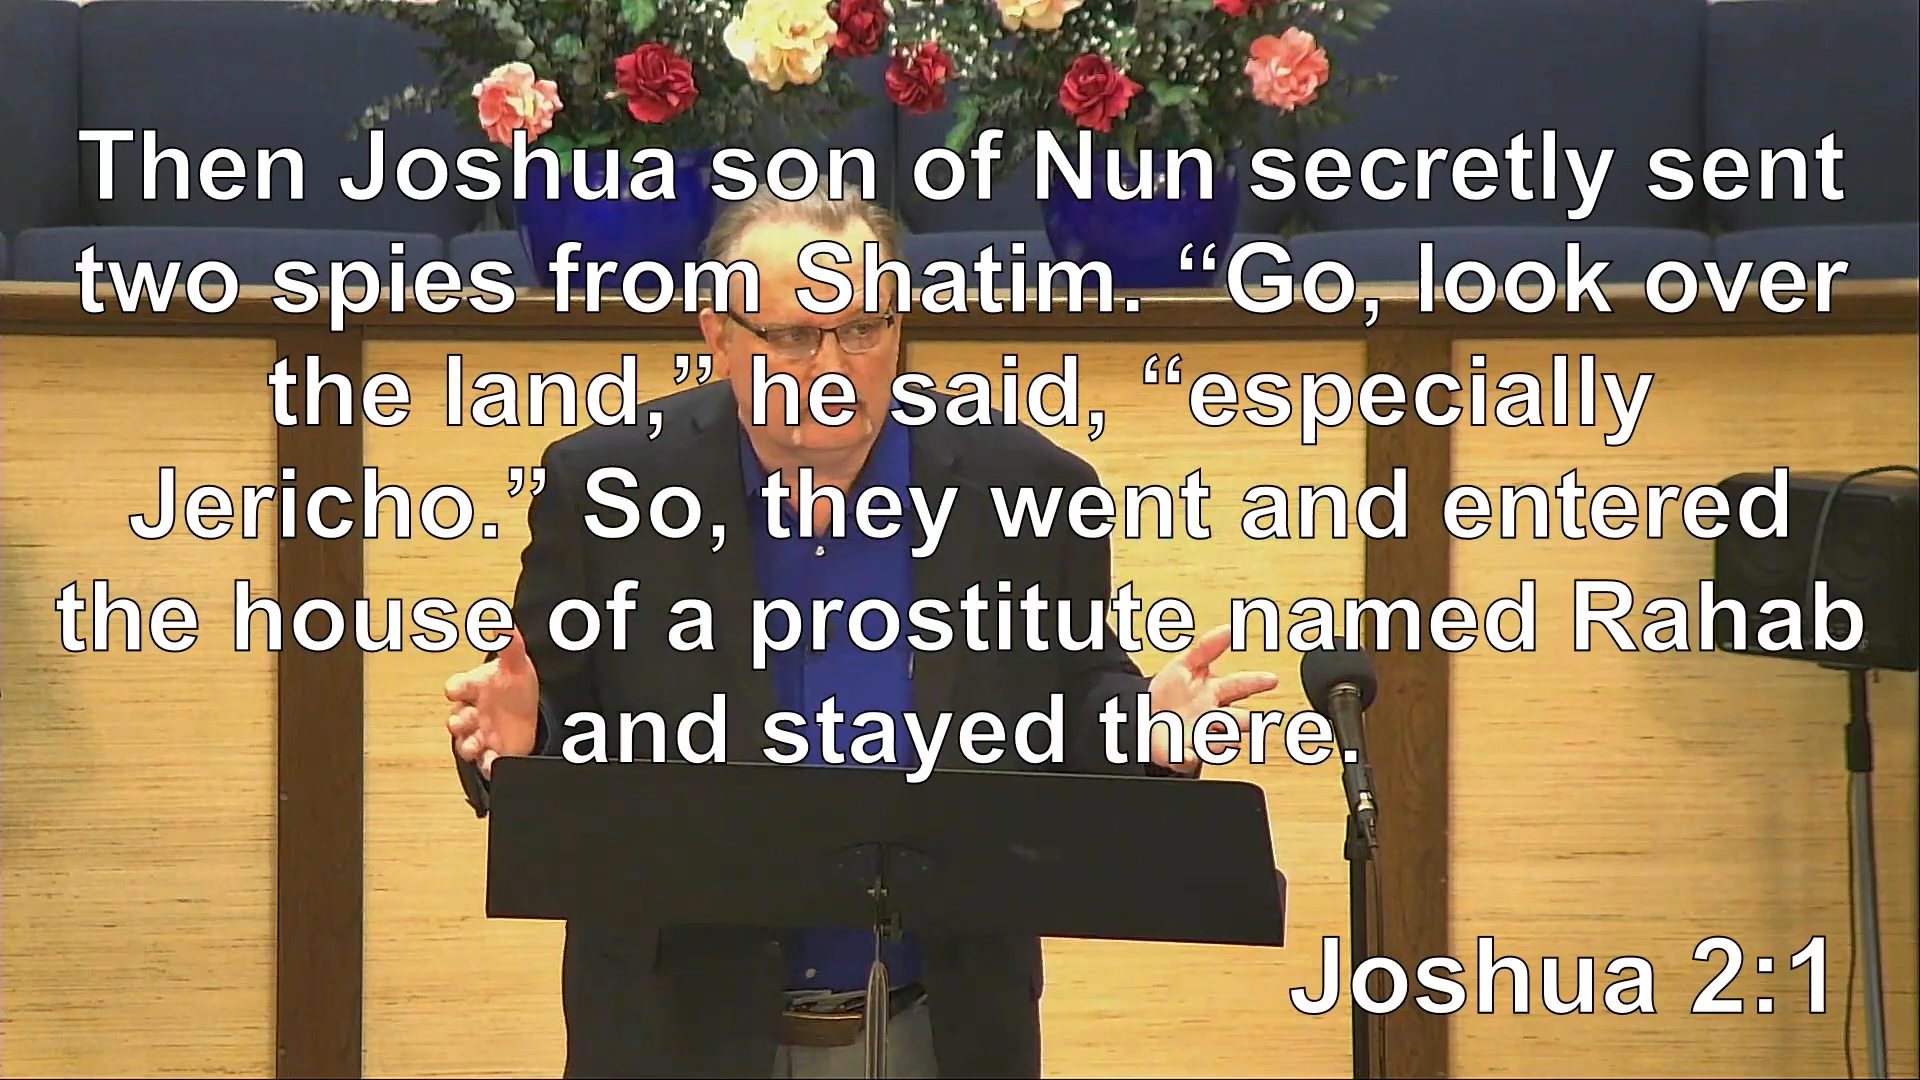 Then Joshua son of Nun secretly sent
two spies from Shatim. “Go, look over
the land,” he said, “especially
Jericho.” So, they went and entered
the house of a prostitute named Rahab
and stayed there.
Joshua 2:1